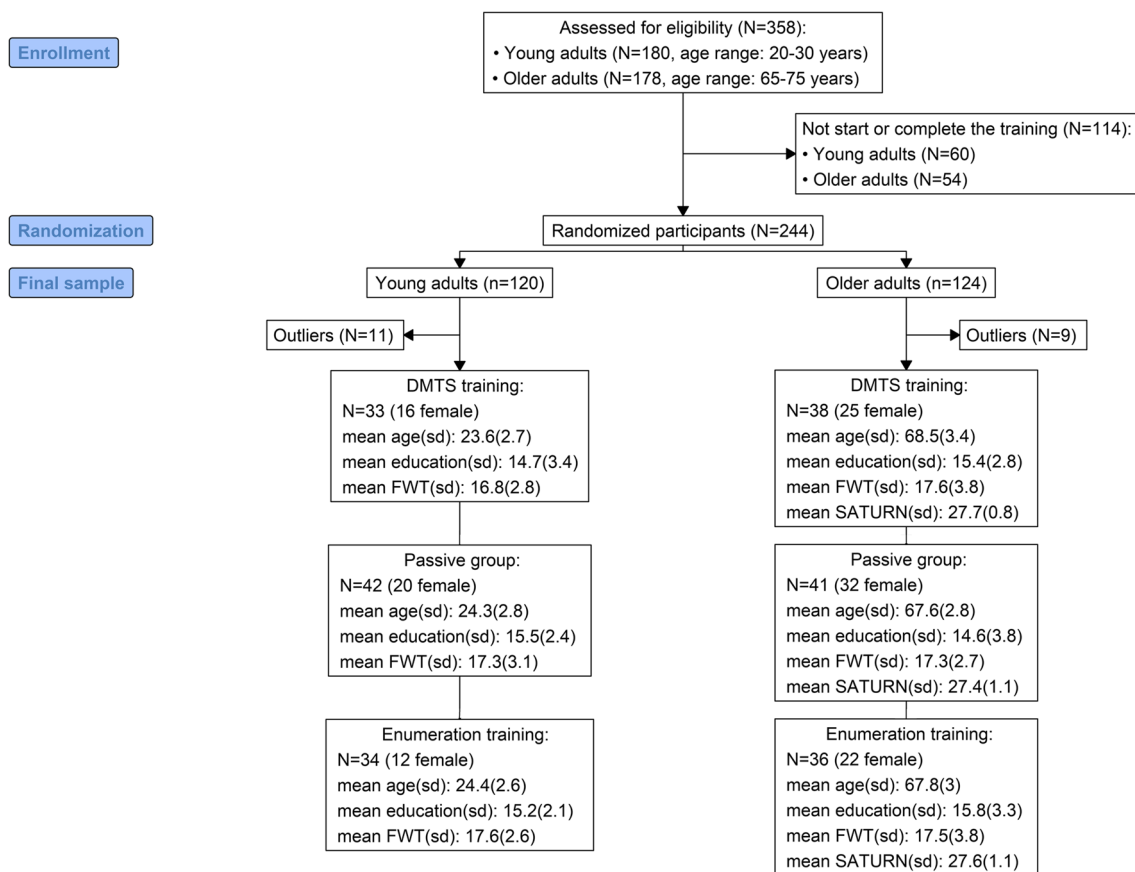 Enrollment
Assessed for eligibility (N=358):
• Young adults (N=180, age range: 20-30 years)
• Older adults (N=178, age range: 65-75 years)
Not start or complete the training (N=114):
• Young adults (N=60)
• Older adults (N=54)
Randomization
Randomized participants (N=244)
Final sample
Young adults (n=120)
Older adults (n=124)
Outliers (N=11)
Outliers (N=9)
DMTS training:
N=33 (16 female)
mean age(sd): 23.6(2.7)
mean education(sd): 14.7(3.4)
mean FWT(sd): 16.8(2.8)
DMTS training:
N=38 (25 female)
mean age(sd): 68.5(3.4)
mean education(sd): 15.4(2.8)
mean FWT(sd): 17.6(3.8)
mean SATURN(sd): 27.7(0.8)
Passive group:
N=42 (20 female)
mean age(sd): 24.3(2.8)
mean education(sd): 15.5(2.4)
mean FWT(sd): 17.3(3.1)
Passive group:
N=41 (32 female)
mean age(sd): 67.6(2.8)
mean education(sd): 14.6(3.8)
mean FWT(sd): 17.3(2.7)
mean SATURN(sd): 27.4(1.1)
Enumeration training:
N=34 (12 female)
mean age(sd): 24.4(2.6)
mean education(sd): 15.2(2.1)
mean FWT(sd): 17.6(2.6)
Enumeration training:
N=36 (22 female)
mean age(sd): 67.8(3)
mean education(sd): 15.8(3.3)
mean FWT(sd): 17.5(3.8)
mean SATURN(sd): 27.6(1.1)